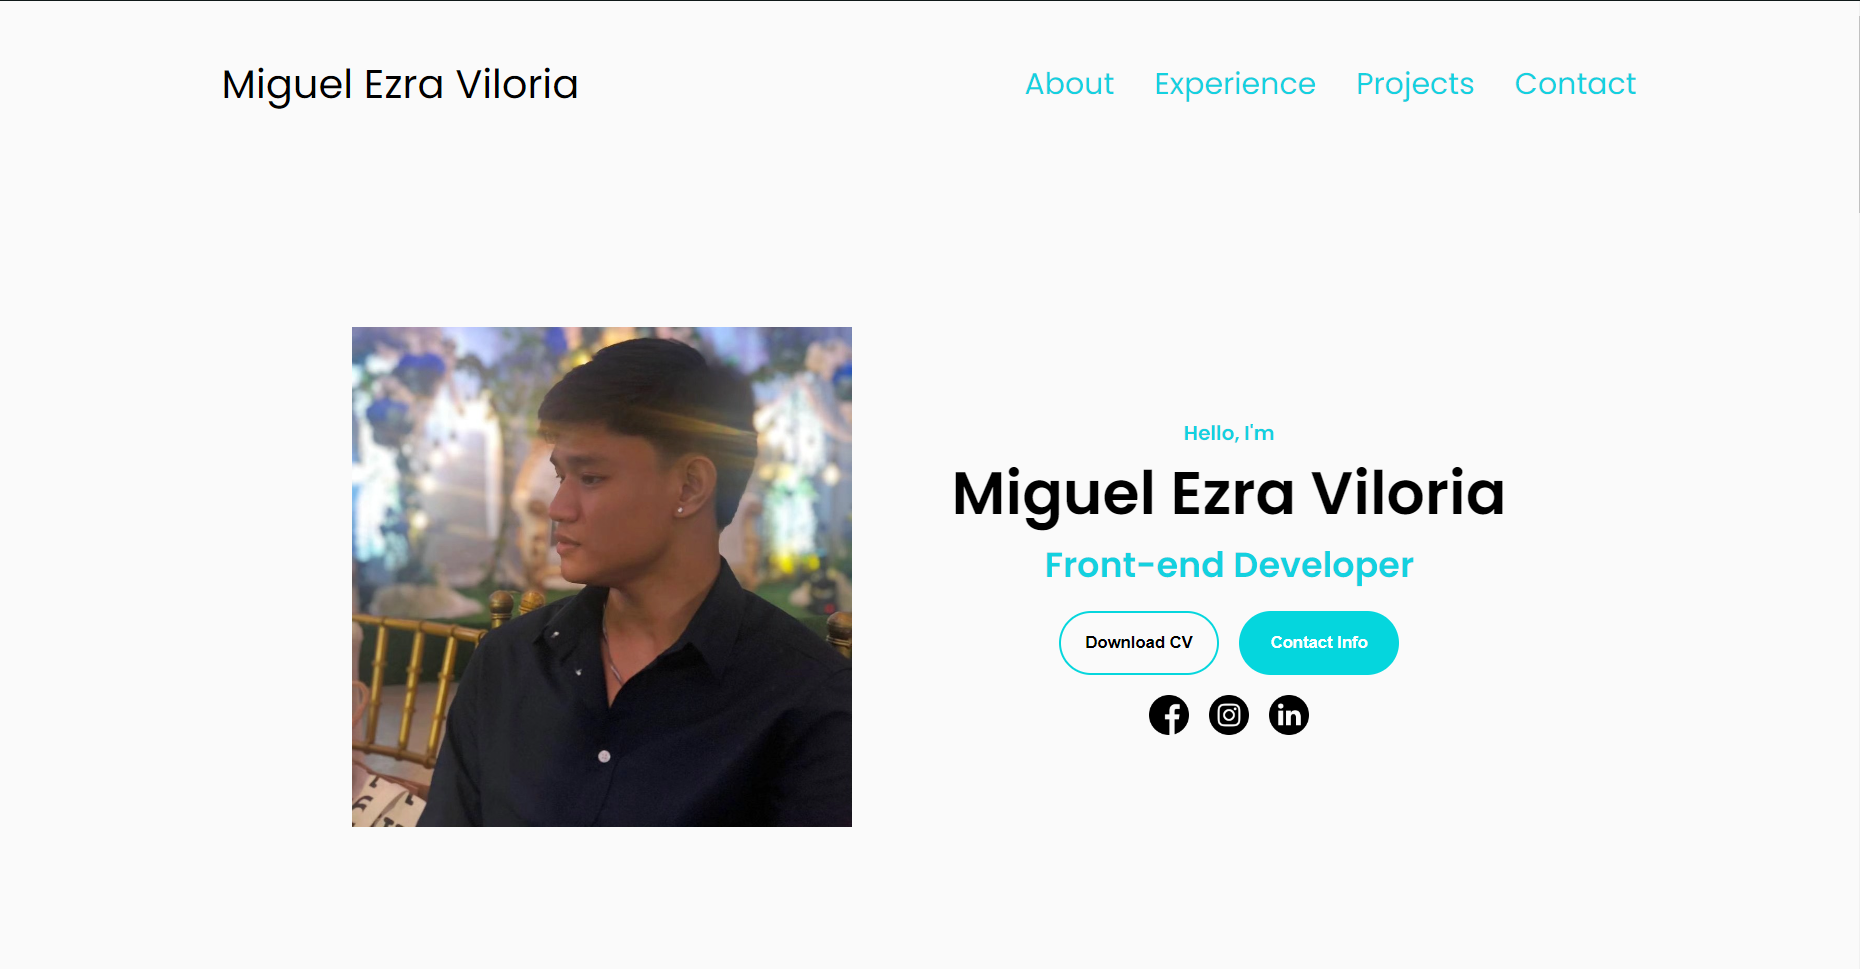 Miguel Ezra Viloria
About Experience Projects Contact
Hello, I'm
Miguel Ezra Viloria
Front-end Developer
Download CV
Contact Info